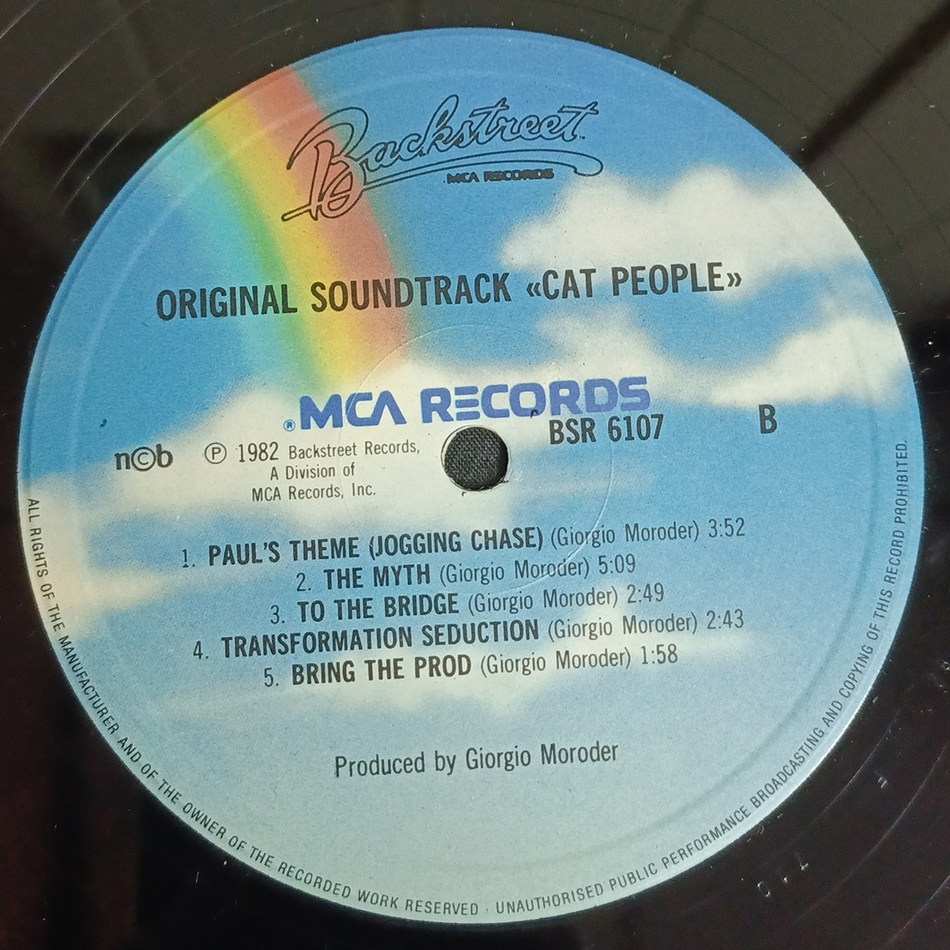 Backstreet
MCA RECORDS
ORIGINAL SOUNDTRACK «CAT PEOPLE»
® MCA RECORDS
BSR 6107
B
n©b
℗ 1982 Backstreet Records,
A Division of
MCA Records, Inc.
1. PAUL'S THEME (JOGGING CHASE) (Giorgio Moroder) 3:52
2. THE MYTH (Giorgio Moroder) 5:09
3. TO THE BRIDGE (Giorgio Moroder) 2:49
4. TRANSFORMATION SEDUCTION (Giorgio Moroder) 2:43
5. BRING THE PROD (Giorgio Moroder) 1:58
Produced by Giorgio Moroder
ALL RIGHTS OF THE MANUFACTURER AND OF THE OWNER OF THE RECORDED WORK RESERVED · UNAUTHORISED PUBLIC PERFORMANCE BROADCASTING AND COPYING OF THIS RECORD PROHIBITED.